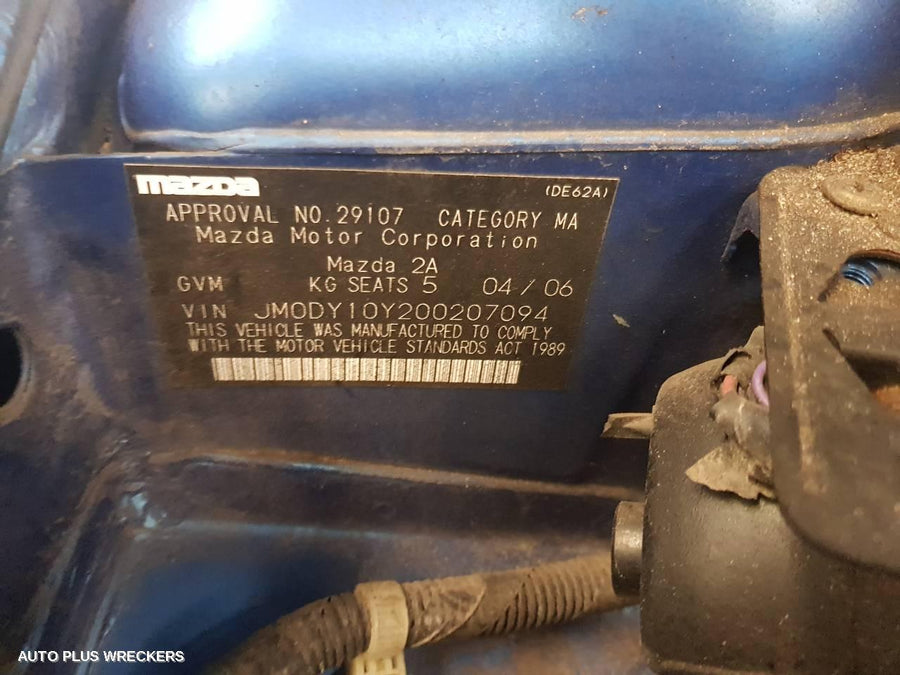 mazda (DE62A)
APPROVAL NO. 29107 CATEGORY MA
Mazda Motor Corporation
Mazda 2A
GVM KG SEATS 5 04 / 06
VIN JM0DY10Y200207094
THIS VEHICLE WAS MANUFACTURED TO COMPLY
WITH THE MOTOR VEHICLE STANDARDS ACT 1989
AUTO PLUS WRECKERS